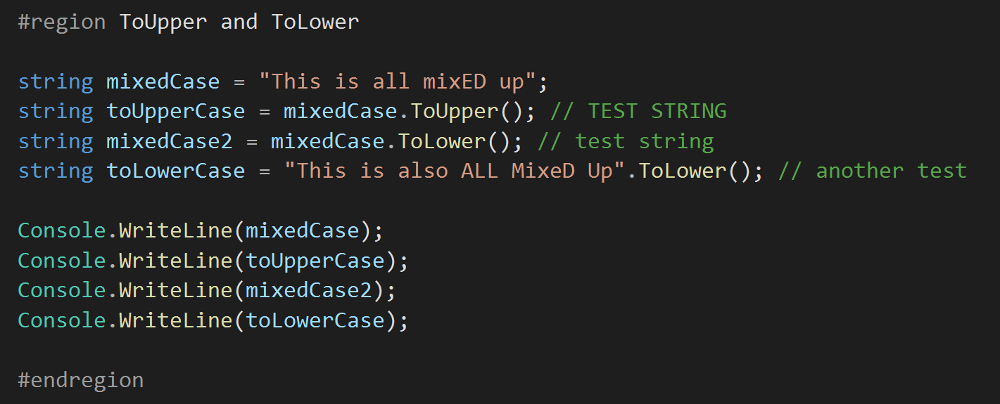 #region ToUpper and ToLower
string mixedCase = "This is all mixED up";
string toUpperCase = mixedCase.ToUpper(); // TEST STRING
string mixedCase2 = mixedCase.ToLower(); // test string
string toLowerCase = "This is also ALL MixeD Up".ToLower(); // another test
Console.WriteLine(mixedCase);
Console.WriteLine(toUpperCase);
Console.WriteLine(mixedCase2);
Console.WriteLine(toLowerCase);
#endregion